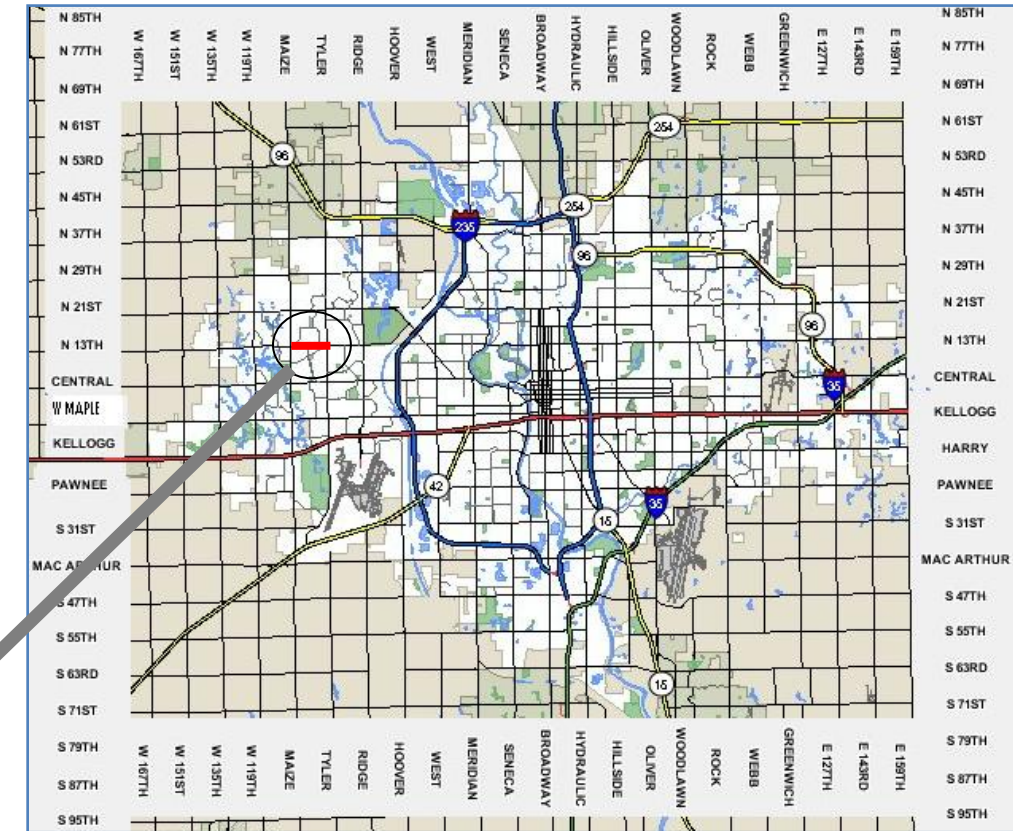 N 85TH
N 77TH
N 69TH
N 61ST
N 53RD
N 45TH
N 37TH
N 29TH
N 21ST
N 13TH
CENTRAL
W MAPLE
KELLOGG
PAWNEE
S 31ST
MAC ARTHUR
S 47TH
S 55TH
S 63RD
S 71ST
S 79TH
S 87TH
S 95TH
W 167TH
W 151ST
W 135TH
W 119TH
MAIZE
TYLER
RIDGE
HOOVER
WEST
MERIDIAN
SENECA
BROADWAY
HYDRAULIC
HILLSIDE
OLIVER
WOODLAWN
ROCK
WEBB
GREENWICH
E 127TH
E 143RD
E 159TH
96
254
254
235
96
96
35
42
15
35
15
W 167TH
W 151ST
W 135TH
W 119TH
MAIZE
TYLER
RIDGE
HOOVER
WEST
MERIDIAN
SENECA
BROADWAY
HYDRAULIC
HILLSIDE
OLIVER
WOODLAWN
ROCK
WEBB
GREENWICH
E 127TH
E 143RD
E 159TH
N 85TH
N 77TH
N 69TH
N 61ST
N 53RD
N 45TH
N 37TH
N 29TH
N 21ST
N 13TH
CENTRAL
KELLOGG
HARRY
PAWNEE
S 31ST
MAC ARTHUR
S 47TH
S 55TH
S 63RD
S 71ST
S 79TH
S 87TH
S 95TH